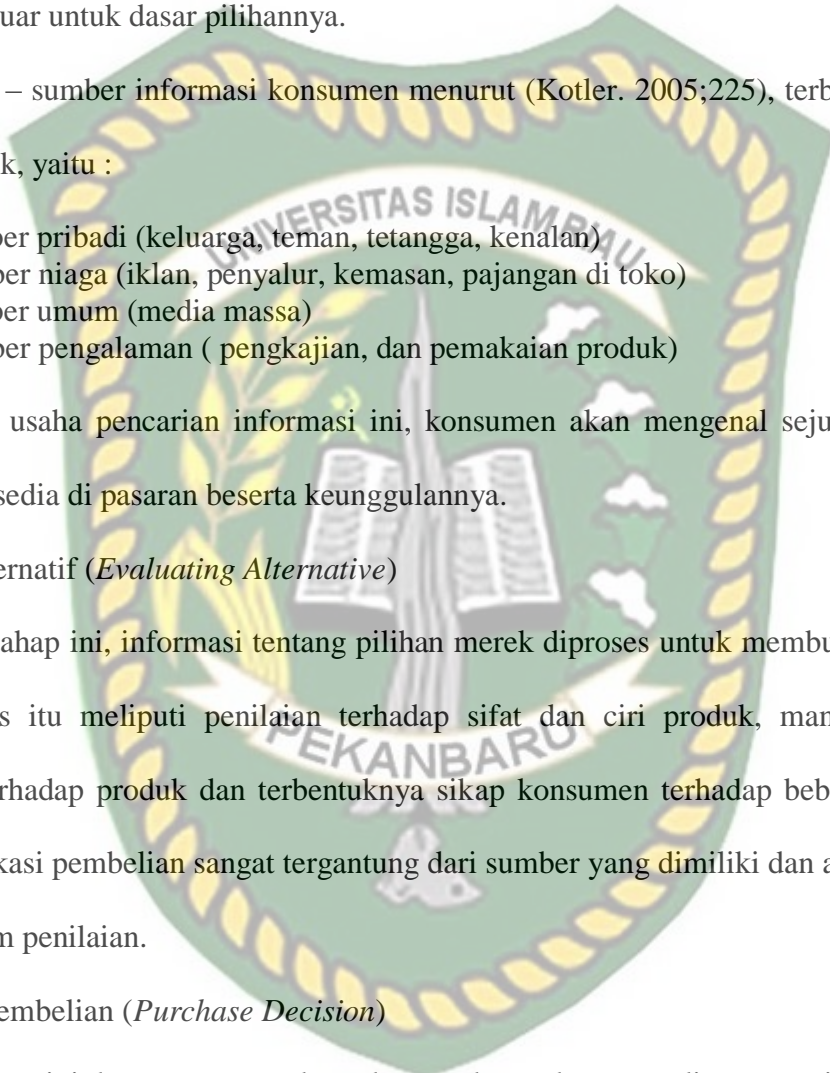 uar untuk dasar pilihannya.
– sumber informasi konsumen menurut (Kotler. 2005;225), terb
k, yaitu :
UNIVERSITAS ISLAM RIAU
ber pribadi (keluarga, teman, tetangga, kenalan)
ber niaga (iklan, penyalur, kemasan, pajangan di toko)
ber umum (media massa)
ber pengalaman ( pengkajian, dan pemakaian produk)
usaha pencarian informasi ini, konsumen akan mengenal seju
sedia di pasaran beserta keunggulannya.
ernatif (Evaluating Alternative)
ahap ini, informasi tentang pilihan merek diproses untuk membu
s itu meliputi penilaian terhadap sifat dan ciri produk, man
rhadap produk dan terbentuknya sikap konsumen terhadap beb
PEKANBARU
kasi pembelian sangat tergantung dari sumber yang dimiliki dan a
m penilaian.
embelian (Purchase Decision)